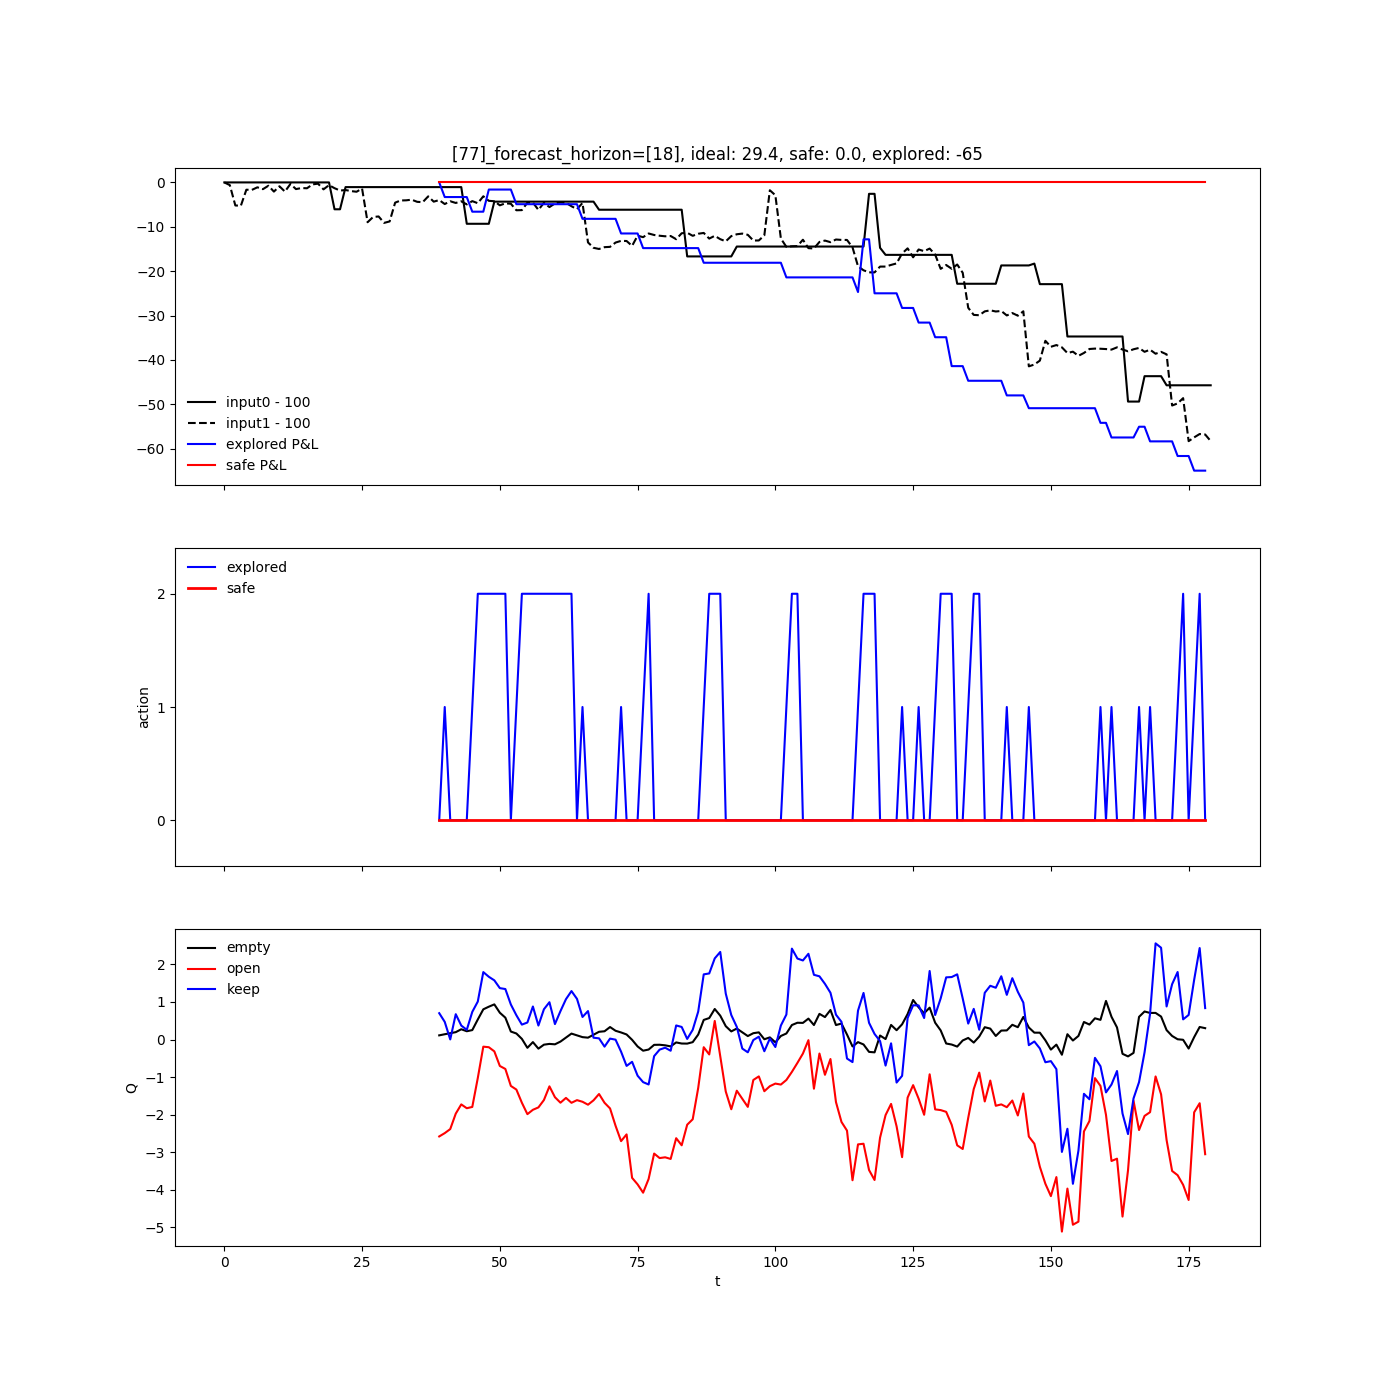 [77]_forecast_horizon=[18], ideal: 29.4, safe: 0.0, explored: -65
0
−10
−20
−30
−40
−50
−60
input0 - 100
input1 - 100
explored P&L
safe P&L
2
1
0
action
explored
safe
2
1
0
−1
−2
−3
−4
−5
Q
empty
open
keep
0 25 50 75 100 125 150 175
t